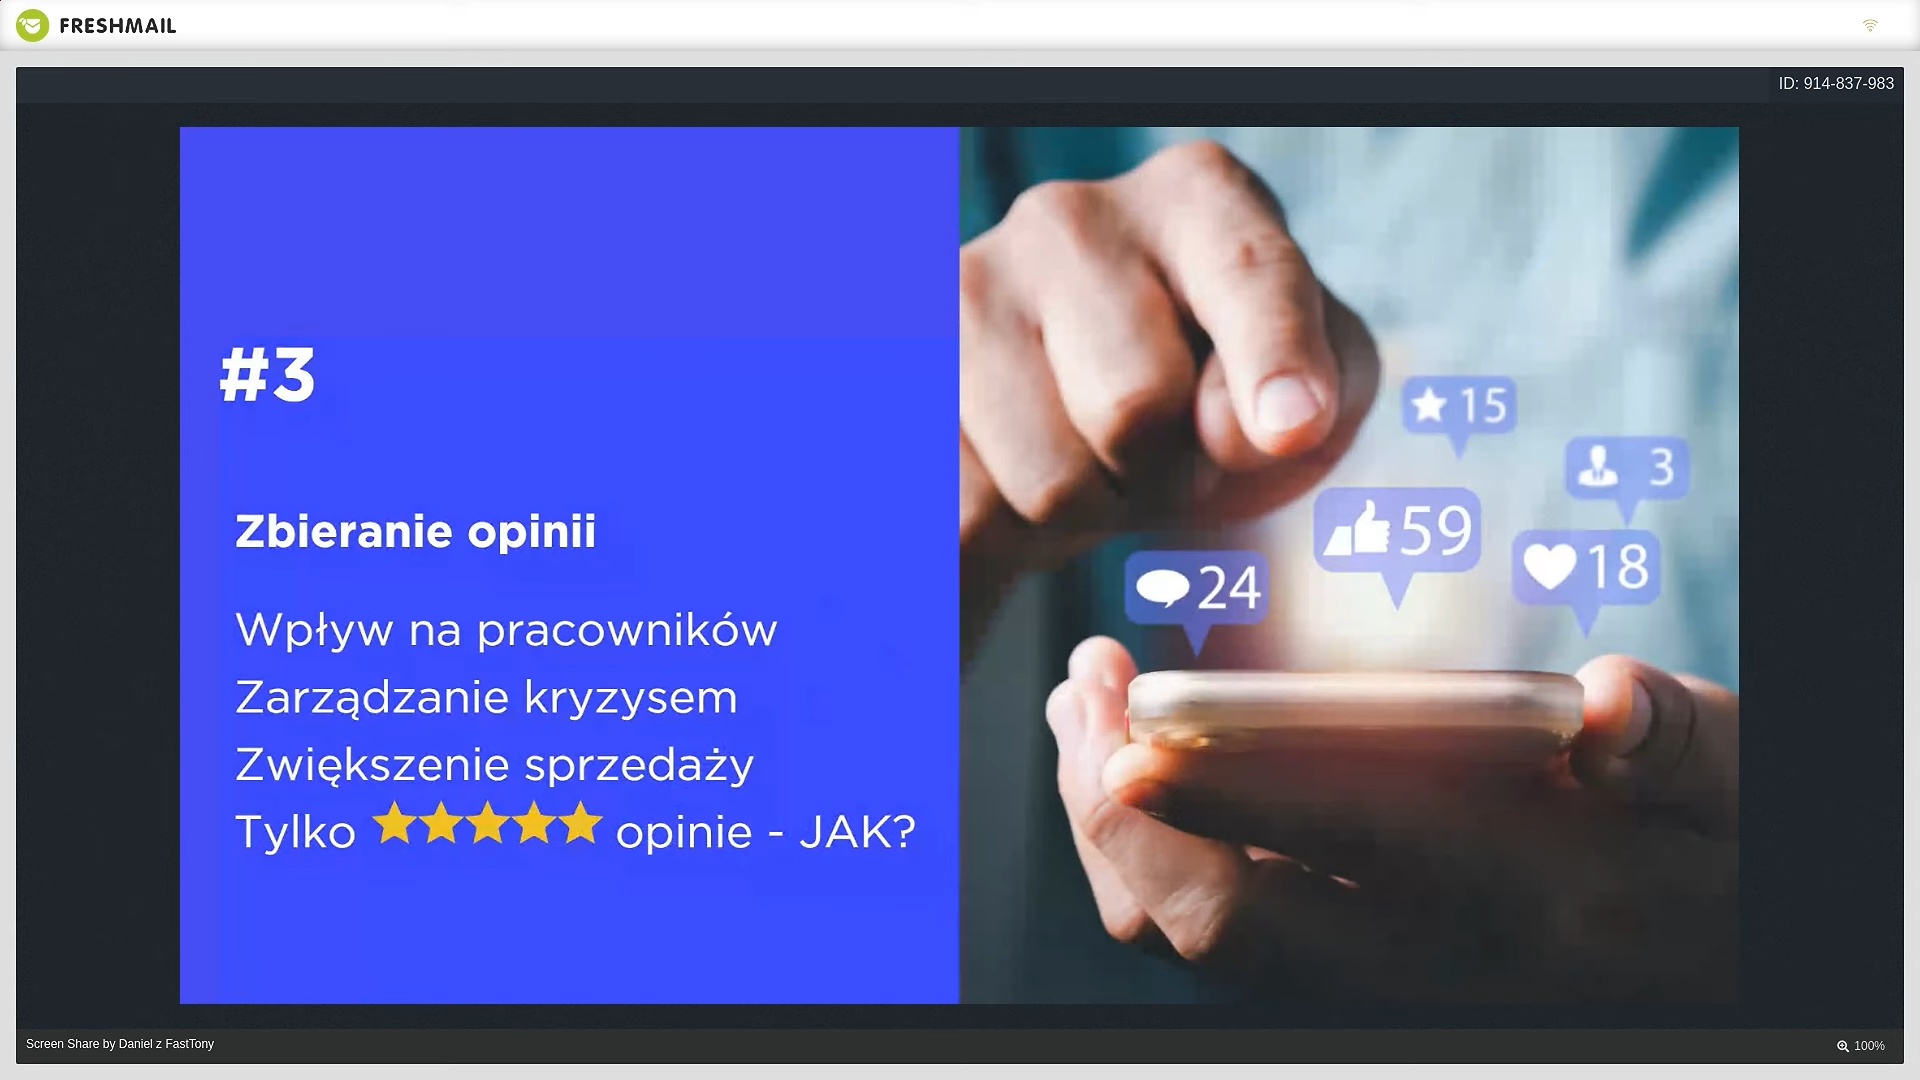 FRESHMAIL
ID: 914-837-983
#3
Zbieranie opinii
Wpływ na pracowników
Zarządzanie kryzysem
Zwiększenie sprzedaży
Tylko ★★★★★ opinie - JAK?
15
3
59
18
24
Screen Share by Daniel z FastTony
100%